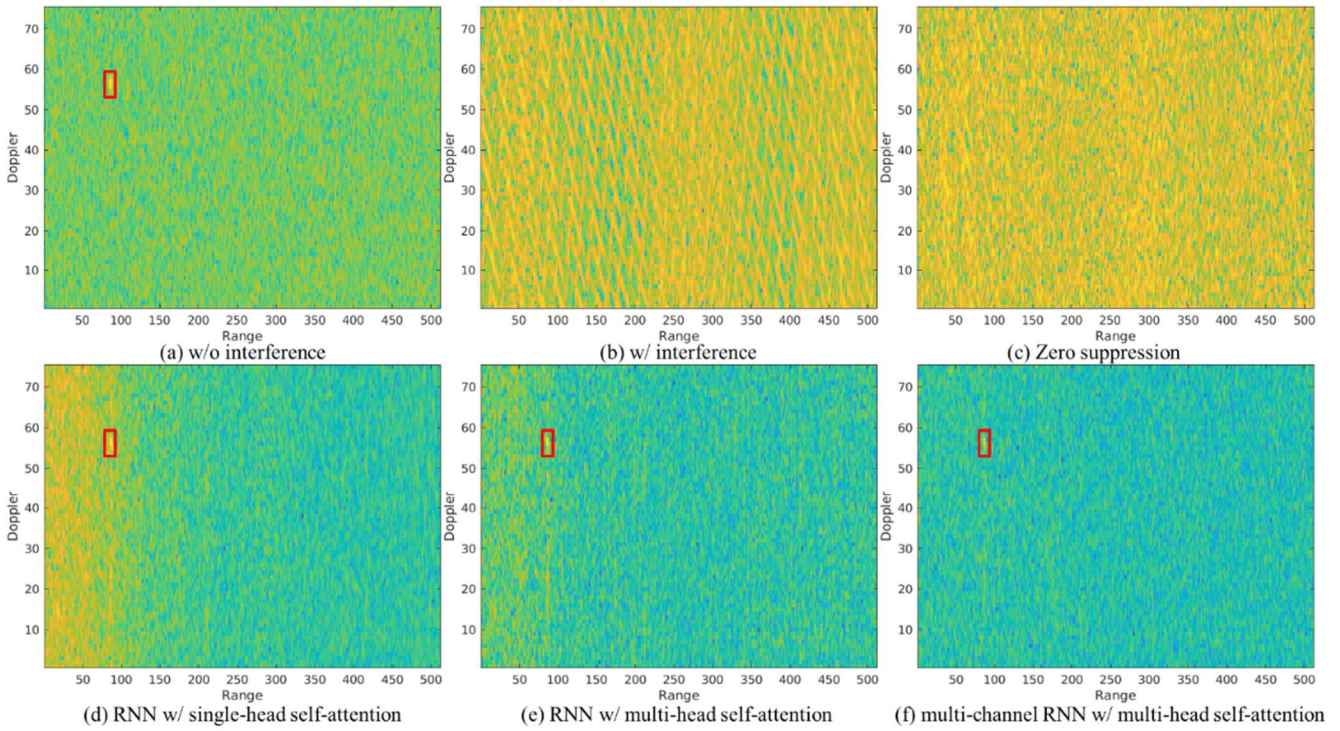 70
60
50
40
30
20
10
Doppler
50 100 150 200 250 300 350 400 450 500
Range
(a) w/o interference
70
60
50
40
30
20
10
Doppler
50 100 150 200 250 300 350 400 450 500
Range
(b) w/ interference
70
60
50
40
30
20
10
Doppler
50 100 150 200 250 300 350 400 450 500
Range
(c) Zero suppression
70
60
50
40
30
20
10
Doppler
50 100 150 200 250 300 350 400 450 500
Range
(d) RNN w/ single-head self-attention
70
60
50
40
30
20
10
Doppler
50 100 150 200 250 300 350 400 450 500
Range
(e) RNN w/ multi-head self-attention
70
60
50
40
30
20
10
Doppler
50 100 150 200 250 300 350 400 450 500
Range
(f) multi-channel RNN w/ multi-head self-attention